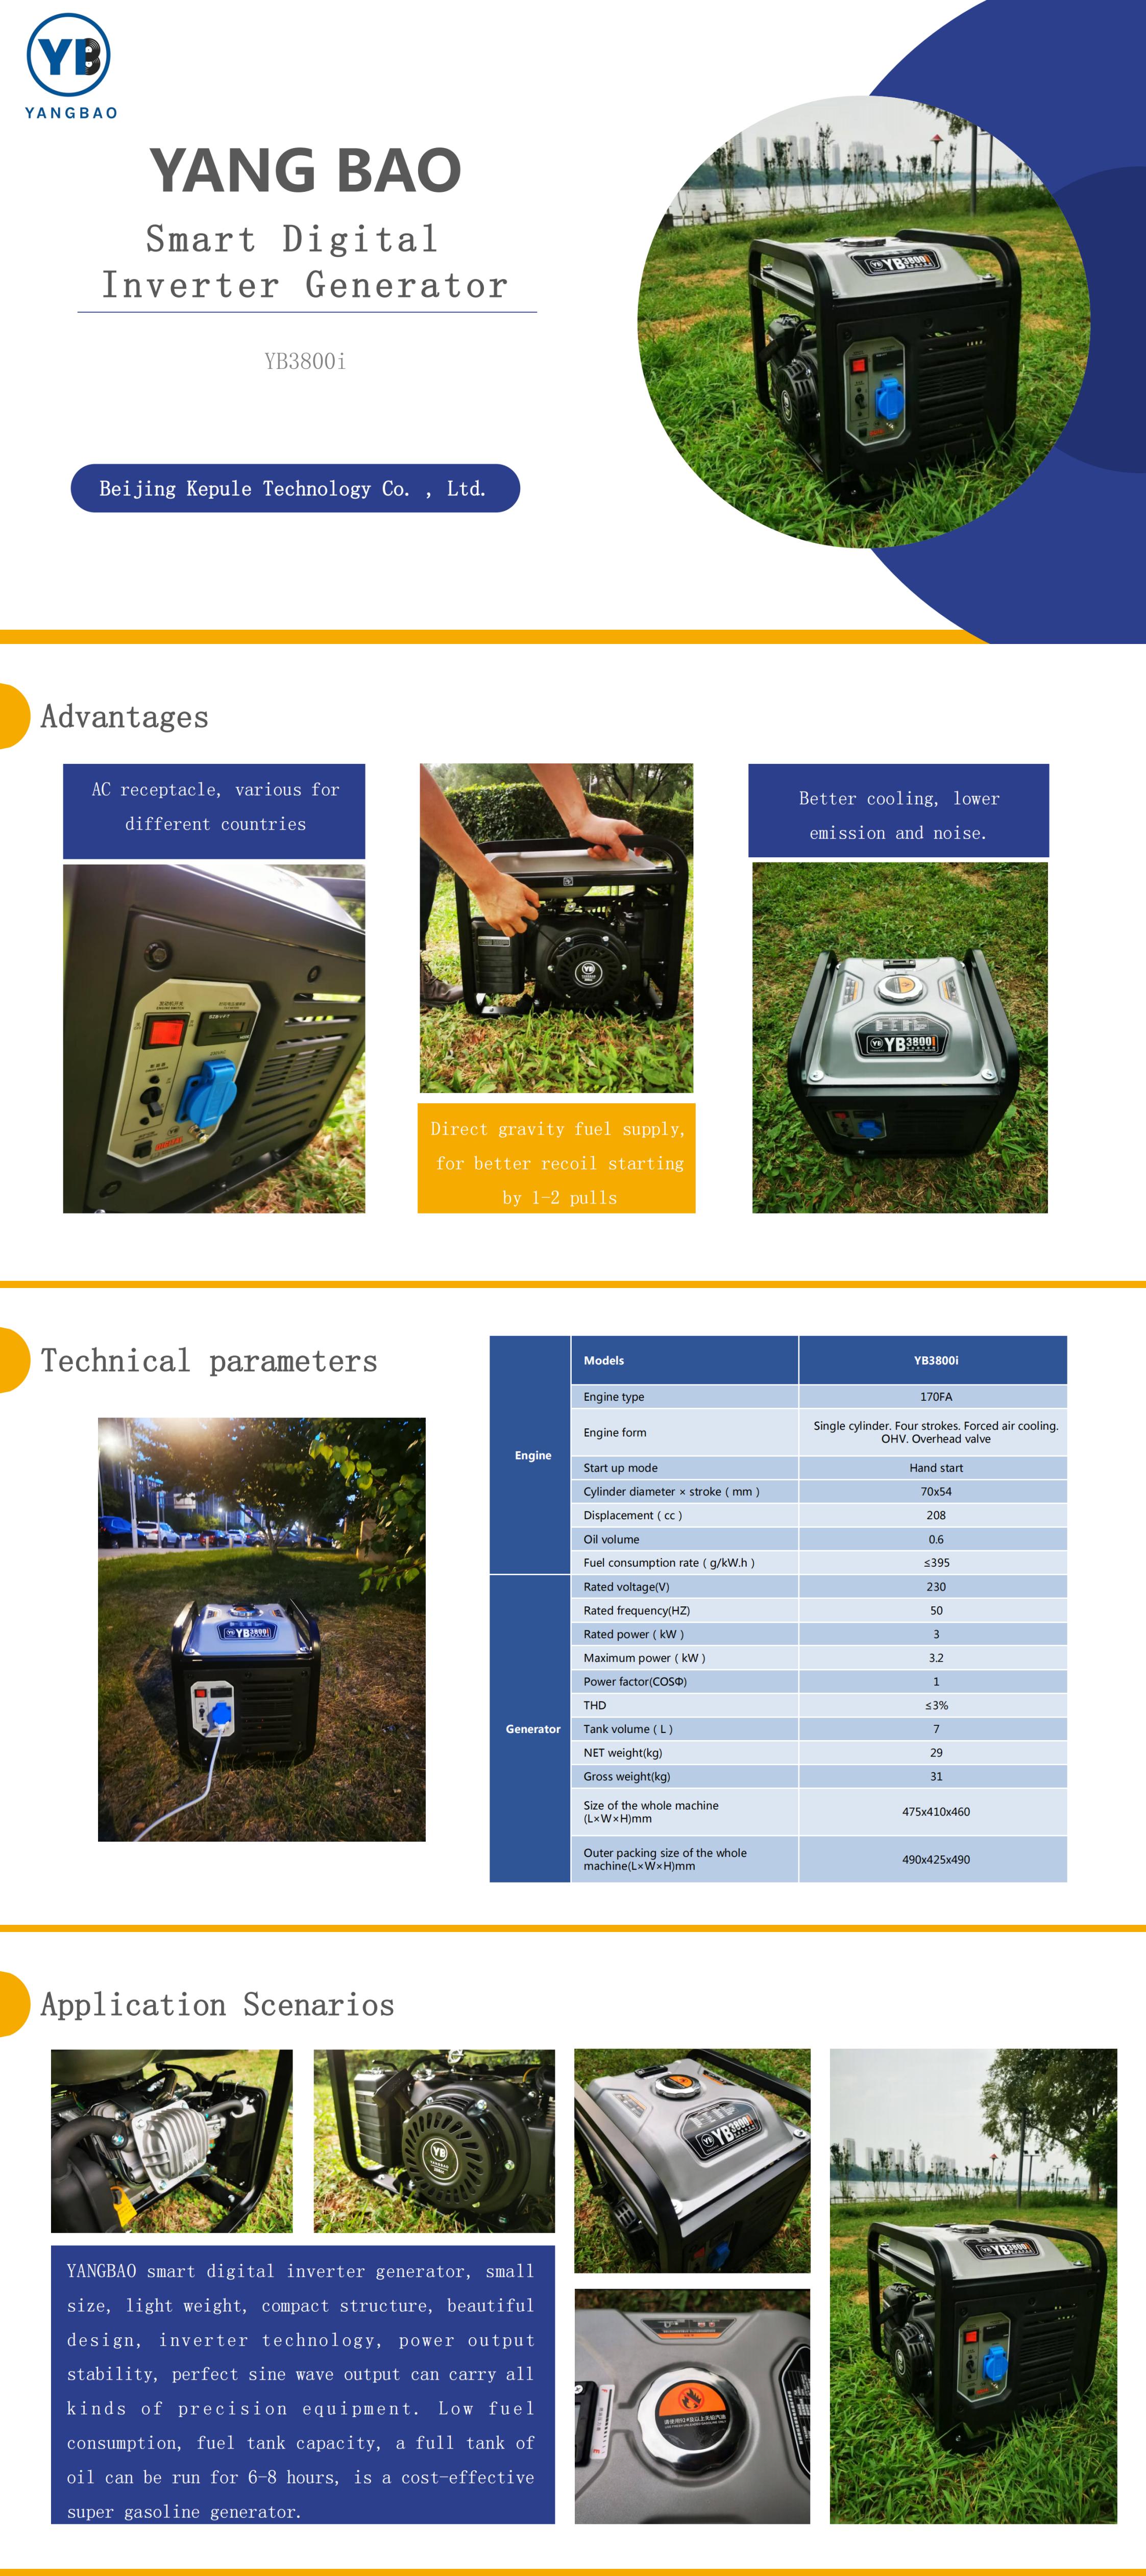 YB
YANGBAO
YANG BAO
Smart Digital
Inverter Generator
YB3800i
Beijing Kepule Technology Co. , Ltd.
YB3800i
Advantages
AC receptacle, various for
different countries
Better cooling, lower
emission and noise.
YB3800i
Direct gravity fuel supply,
for better recoil starting
by 1-2 pulls
Technical parameters
Engine
Generator
Models YB3800i
Engine type 170FA
Engine form Single cylinder. Four strokes. Forced air cooling.
OHV. Overhead valve
Start up mode Hand start
Cylinder diameter × stroke ( mm ) 70x54
Displacement ( cc ) 208
Oil volume 0.6
Fuel consumption rate ( g/kW.h ) ≤395
Rated voltage(V) 230
Rated frequency(HZ) 50
Rated power ( kW ) 3
Maximum power ( kW ) 3.2
Power factor(COSΦ) 1
THD ≤3%
Tank volume ( L ) 7
NET weight(kg) 29
Gross weight(kg) 31
Size of the whole machine
(L×W×H)mm 475x410x460
Outer packing size of the whole
machine(L×W×H)mm 490x425x490
YB3800i
Application Scenarios
YB
YANGBAO
YB3800i
YB3800i
YANGBAO smart digital inverter generator, small
size, light weight, compact structure, beautiful
design, inverter technology, power output
stability, perfect sine wave output can carry all
kinds of precision equipment. Low fuel
consumption, fuel tank capacity, a full tank of
oil can be run for 6-8 hours, is a cost-effective
super gasoline generator.